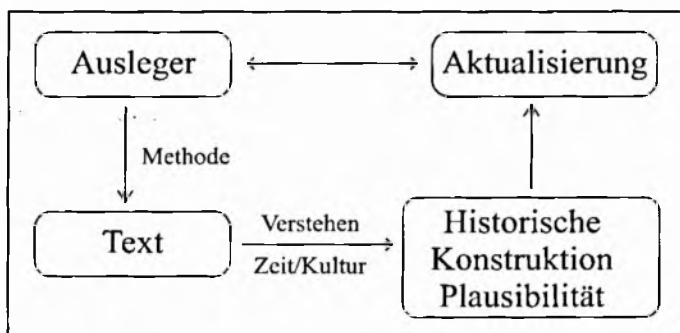 Ausleger
Aktualisierung
Methode
Text
Verstehen
Zeit/Kultur
Historische
Konstruktion
Plausibilität